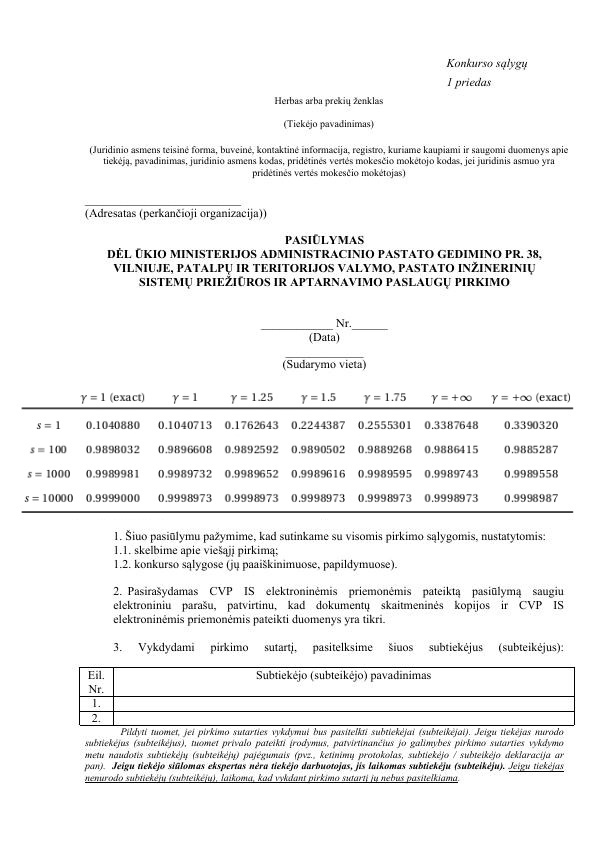 Konkurso sąlygų
1 priedas
Herbas arba prekių ženklas
(Tiekėjo pavadinimas)
(Juridinio asmens teisinė forma, buveinė, kontaktinė informacija, registro, kuriame kaupiami ir saugomi duomenys apie
tiekėją, pavadinimas, juridinio asmens kodas, pridėtinės vertės mokesčio mokėtojo kodas, jei juridinis asmuo yra
pridėtinės vertės mokesčio mokėtojas)
__________________________
(Adresatas (perkančioji organizacija))
PASIŪLYMAS
DĖL ŪKIO MINISTERIJOS ADMINISTRACINIO PASTATO GEDIMINO PR. 38,
VILNIUJE, PATALPŲ IR TERITORIJOS VALYMO, PASTATO INŽINERINIŲ
SISTEMŲ PRIEŽIŪROS IR APTARNAVIMO PASLAUGŲ PIRKIMO
____________ Nr.______
(Data)
_____________
(Sudarymo vieta)
γ = 1 (exact) γ = 1 γ = 1.25 γ = 1.5 γ = 1.75 γ = +∞ γ = +∞ (exact)
s = 1 0.1040880 0.1040713 0.1762643 0.2244387 0.2555301 0.3387648 0.3390320
s = 100 0.9898032 0.9896608 0.9892592 0.9890502 0.9889268 0.9886415 0.9885287
s = 1000 0.9989981 0.9989732 0.9989652 0.9989616 0.9989595 0.9989743 0.9989558
s = 10000 0.9999000 0.9998973 0.9998973 0.9998973 0.9998973 0.9998973 0.9998987
1. Šiuo pasiūlymu pažymime, kad sutinkame su visomis pirkimo sąlygomis, nustatytomis:
1.1. skelbime apie viešąjį pirkimą;
1.2. konkurso sąlygose (jų paaiškinimuose, papildymuose).
2. Pasirašydamas CVP IS elektroninėmis priemonėmis pateiktą pasiūlymą saugiu
elektroniniu parašu, patvirtinu, kad dokumentų skaitmeninės kopijos ir CVP IS
elektroninėmis priemonėmis pateikti duomenys yra tikri.
3. Vykdydami pirkimo sutartį, pasitelksime šiuos subtiekėjus (subteikėjus):
Eil. Subtiekėjo (subteikėjo) pavadinimas
Nr.
1.
2.
Pildyti tuomet, jei pirkimo sutarties vykdymui bus pasitelkti subtiekėjai (subteikėjai). Jeigu tiekėjas nurodo
subtiekėjus (subteikėjus), tuomet privalo pateikti įrodymus, patvirtinančius jo galimybes pirkimo sutarties vykdymo
metu naudotis subtiekėjų (subteikėjų) pajėgumais (pvz., ketinimų protokolas, subtiekėjo / subteikėjo deklaracija ar
pan). Jeigu tiekėjo siūlomas ekspertas nėra tiekėjo darbuotojas, jis laikomas subtiekėju (subteikėju). Jeigu tiekėjas
nenurodo subtiekėjų (subteikėjų), laikoma, kad vykdant pirkimo sutartį jų nebus pasitelkiama.